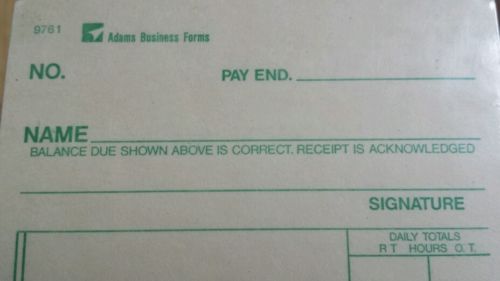 9761 Adams Business Forms
NO. PAY END.
NAME
BALANCE DUE SHOWN ABOVE IS CORRECT. RECEIPT IS ACKNOWLEDGED
SIGNATURE
DAILY TOTALS
R T HOURS O. T.